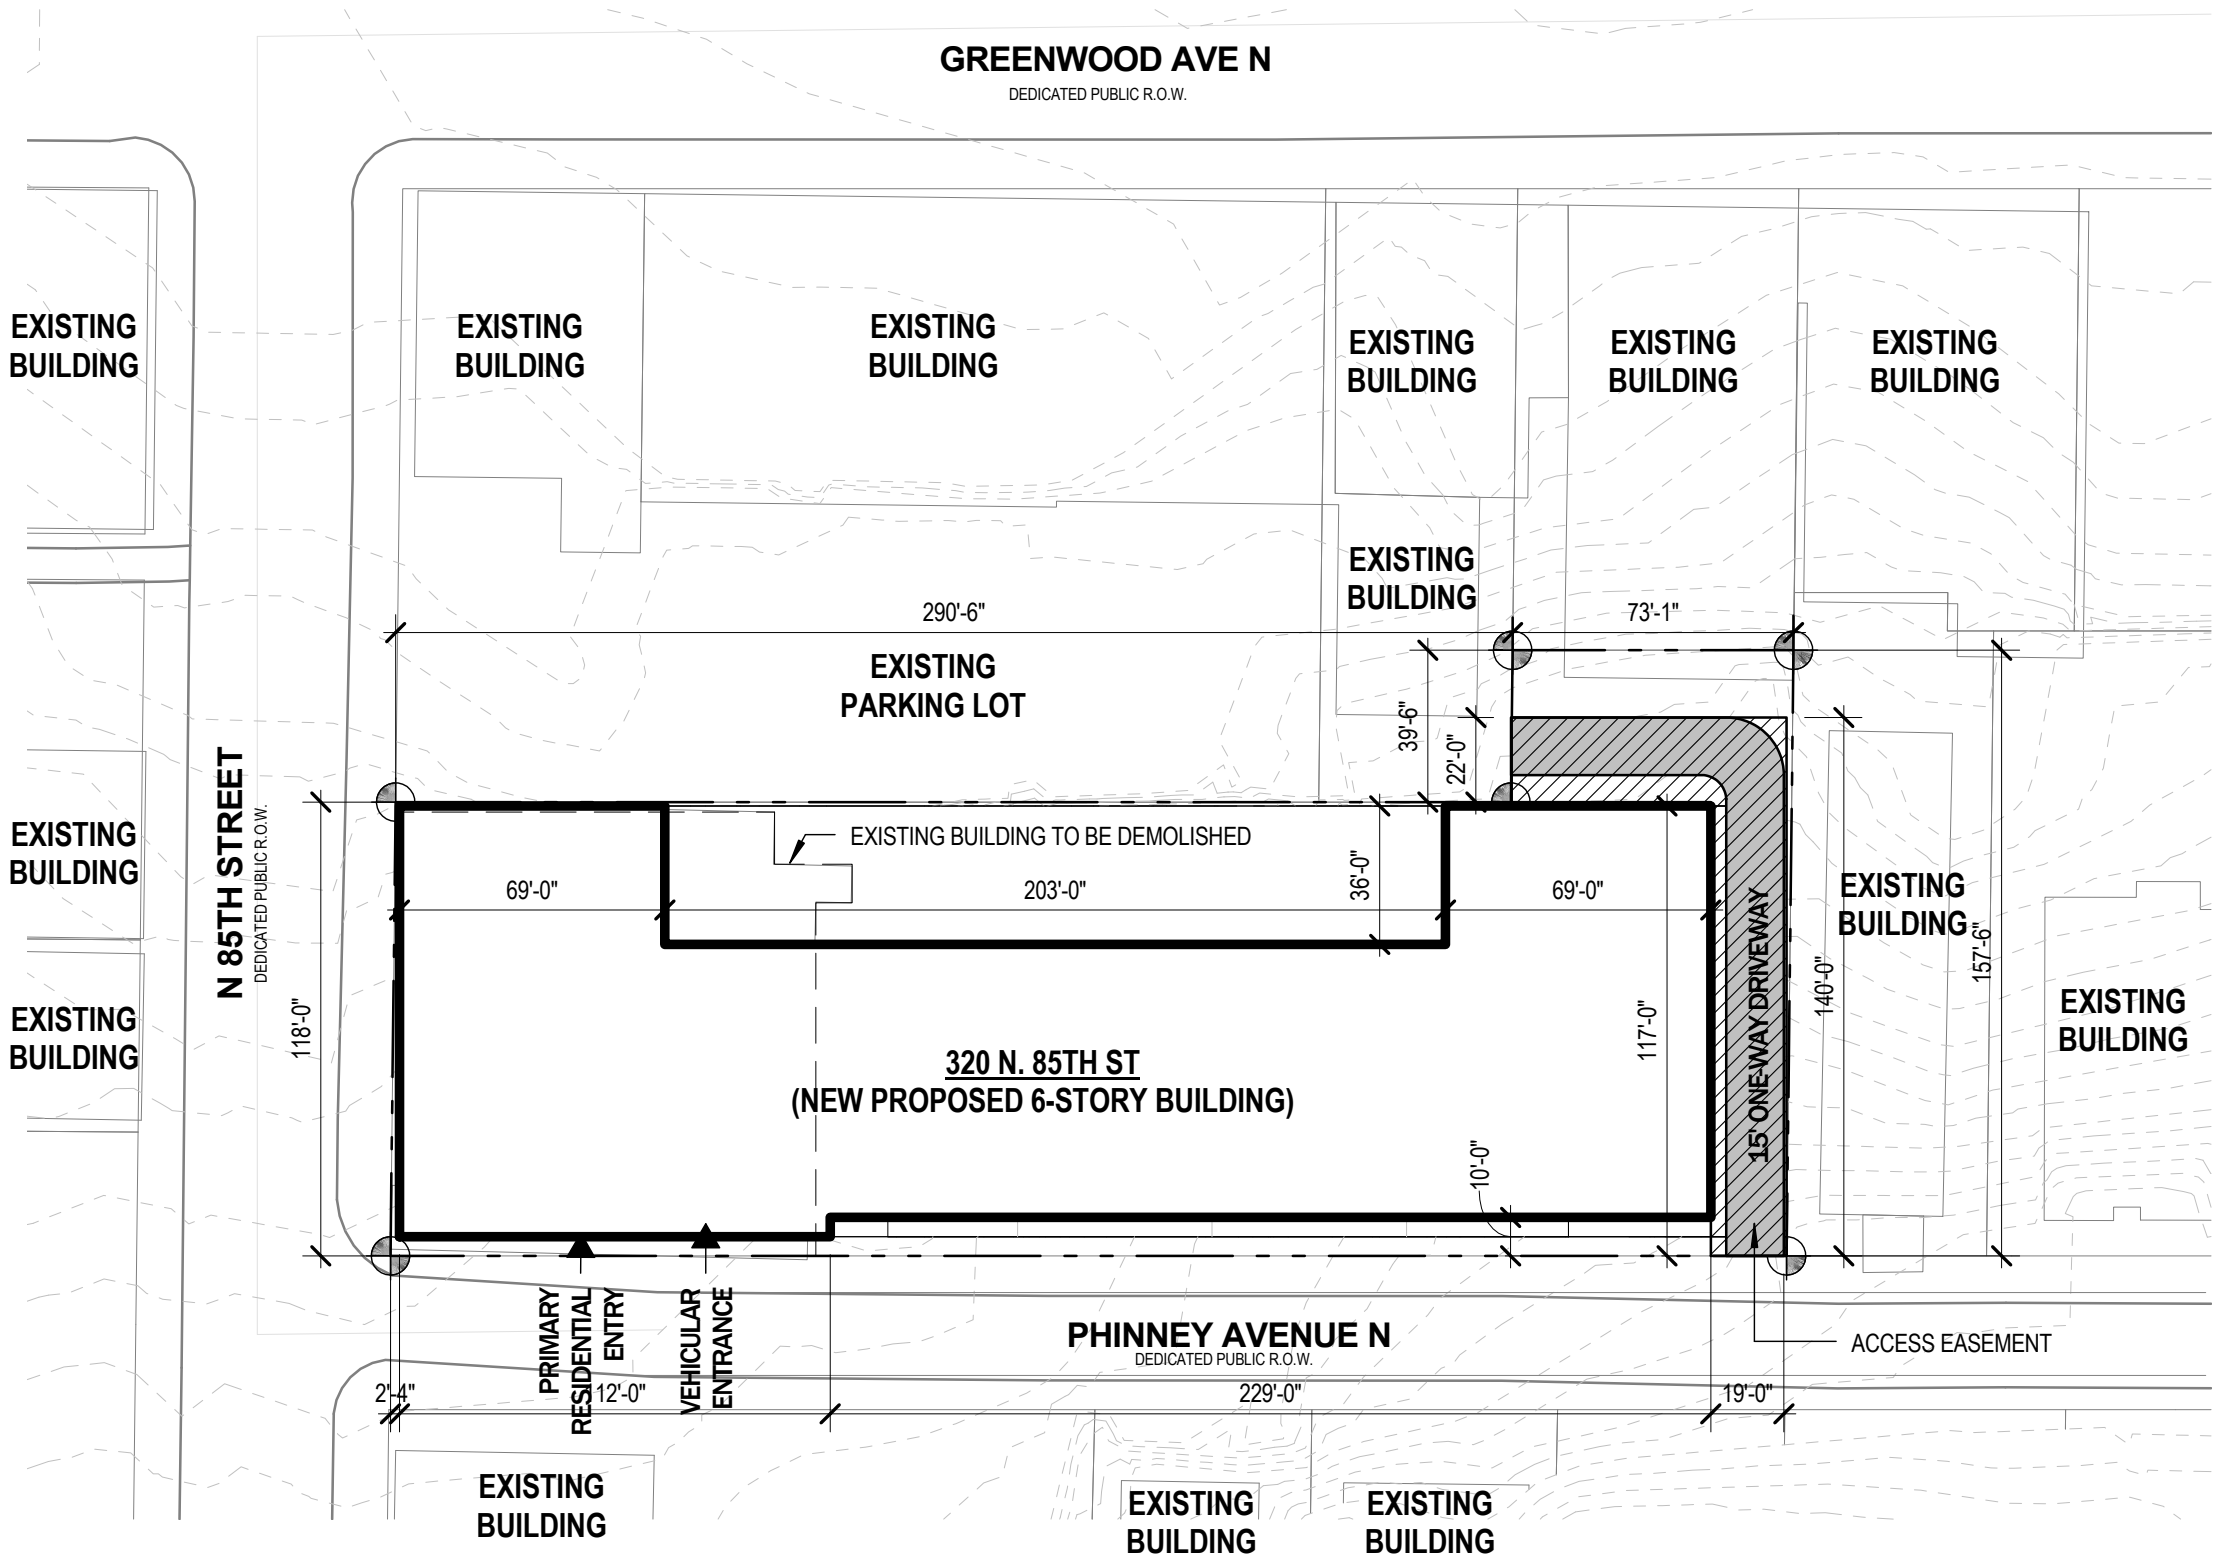 GREENWOOD AVE N
DEDICATED PUBLIC R.O.W.
EXISTING
BUILDING
EXISTING
BUILDING
EXISTING
BUILDING
EXISTING
BUILDING
EXISTING
BUILDING
EXISTING
BUILDING
EXISTING
BUILDING
290'-6"
73'-1"
EXISTING
PARKING LOT
39'-6"
22'-0"
N 85TH STREET
DEDICATED PUBLIC R.O.W.
EXISTING
BUILDING
EXISTING BUILDING TO BE DEMOLISHED
69'-0"
203'-0"
36'-0"
69'-0"
15' ONE-WAY DRIVEWAY
EXISTING
BUILDING
140'-0"
157'-6"
EXISTING
BUILDING
118'-0"
117'-0"
EXISTING
BUILDING
320 N. 85TH ST
(NEW PROPOSED 6-STORY BUILDING)
10'-0"
PRIMARY
RESIDENTIAL
ENTRY
VEHICULAR
ENTRANCE
PHINNEY AVENUE N
DEDICATED PUBLIC R.O.W.
ACCESS EASEMENT
2'-4"
112'-0"
229'-0"
19'-0"
EXISTING
BUILDING
EXISTING
BUILDING
EXISTING
BUILDING